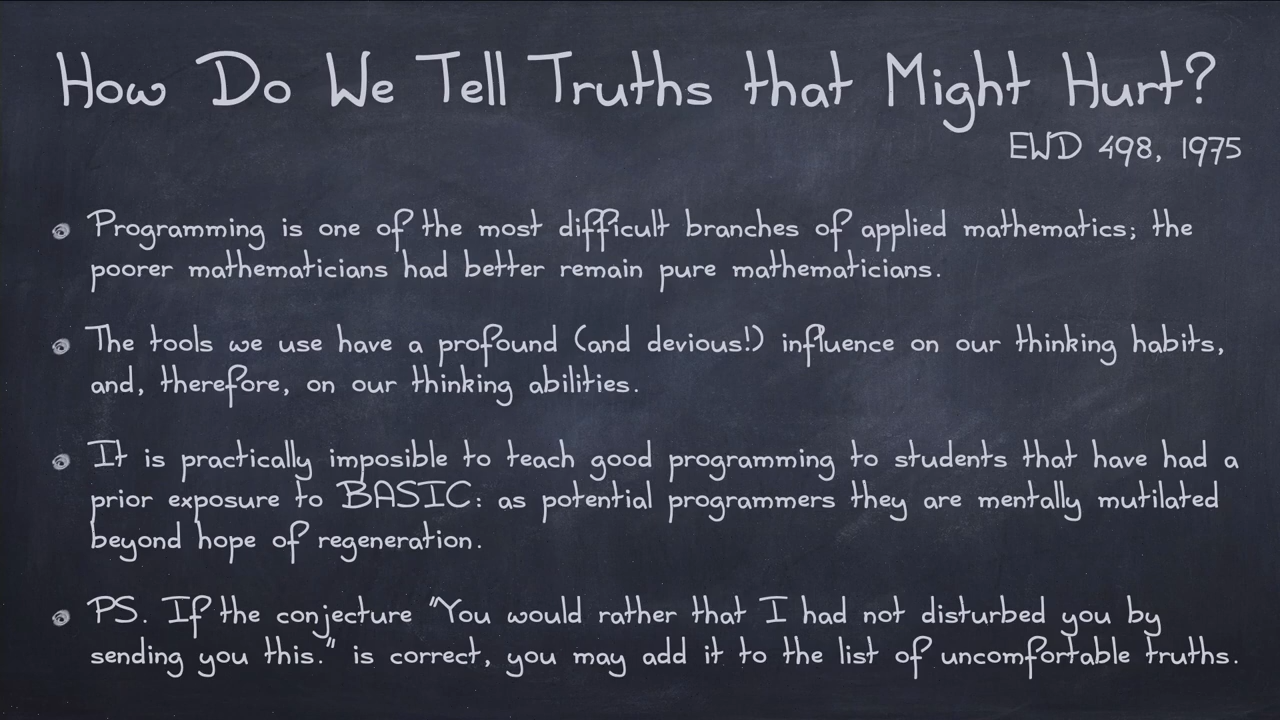 How Do We Tell Truths that Might Hurt?
EWD 498, 1975
Programming is one of the most difficult branches of applied mathematics; the
poorer mathematicians had better remain pure mathematicians.
The tools we use have a profound (and devious!) influence on our thinking habits,
and, therefore, on our thinking abilities.
It is practically imposible to teach good programming to students that have had a
prior exposure to BASIC: as potential programmers they are mentally mutilated
beyond hope of regeneration.
PS. If the conjecture "You would rather that I had not disturbed you by
sending you this." is correct, you may add it to the list of uncomfortable truths.